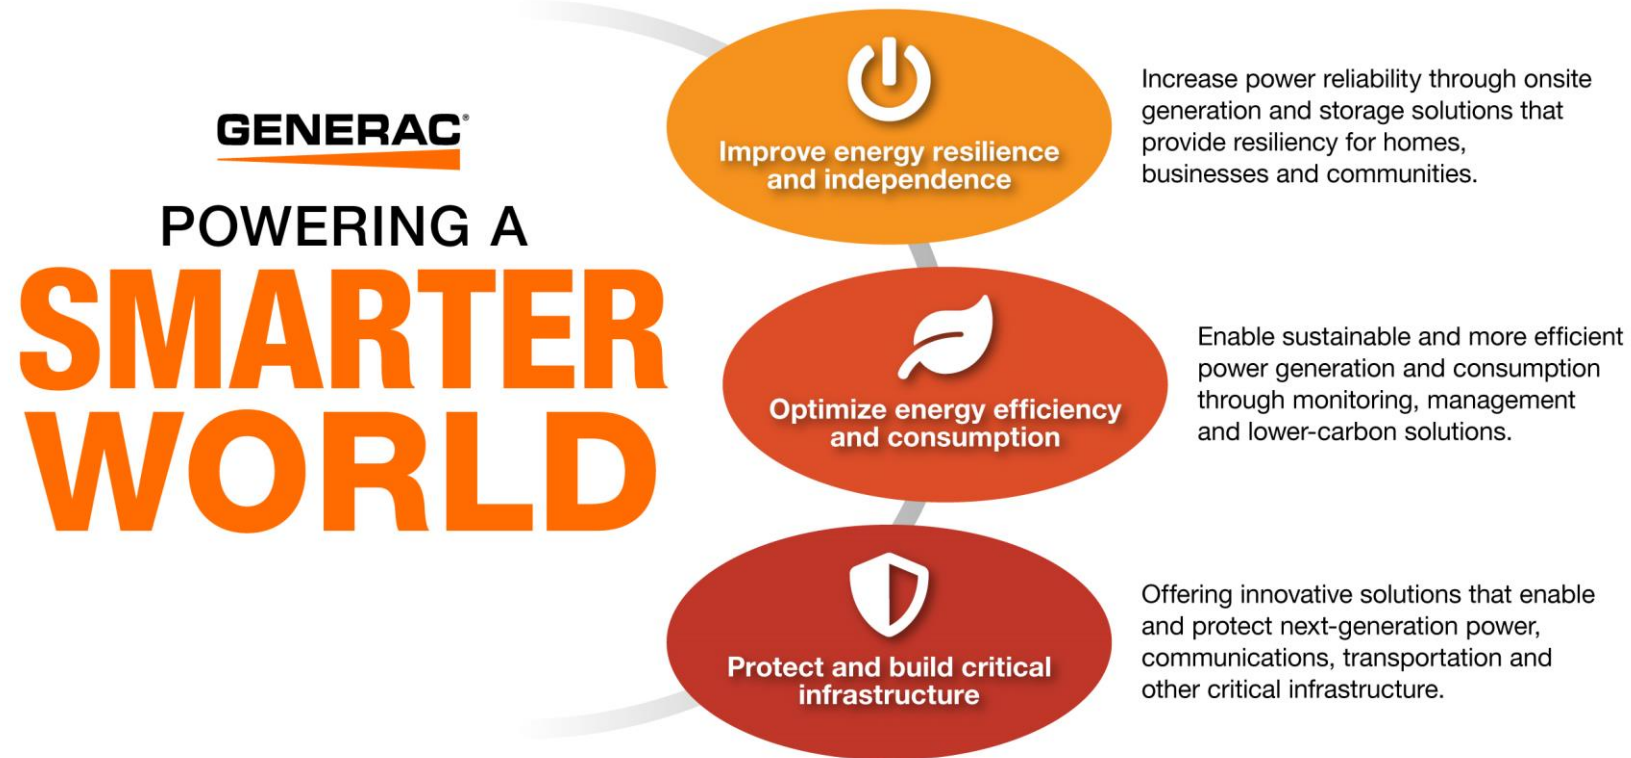 GENERAC®
POWERING A
SMARTER
WORLD
Improve energy resilience
and independence
Increase power reliability through onsite
generation and storage solutions that
provide resiliency for homes,
businesses and communities.
Optimize energy efficiency
and consumption
Enable sustainable and more efficient
power generation and consumption
through monitoring, management
and lower-carbon solutions.
Protect and build critical
infrastructure
Offering innovative solutions that enable
and protect next-generation power,
communications, transportation and
other critical infrastructure.